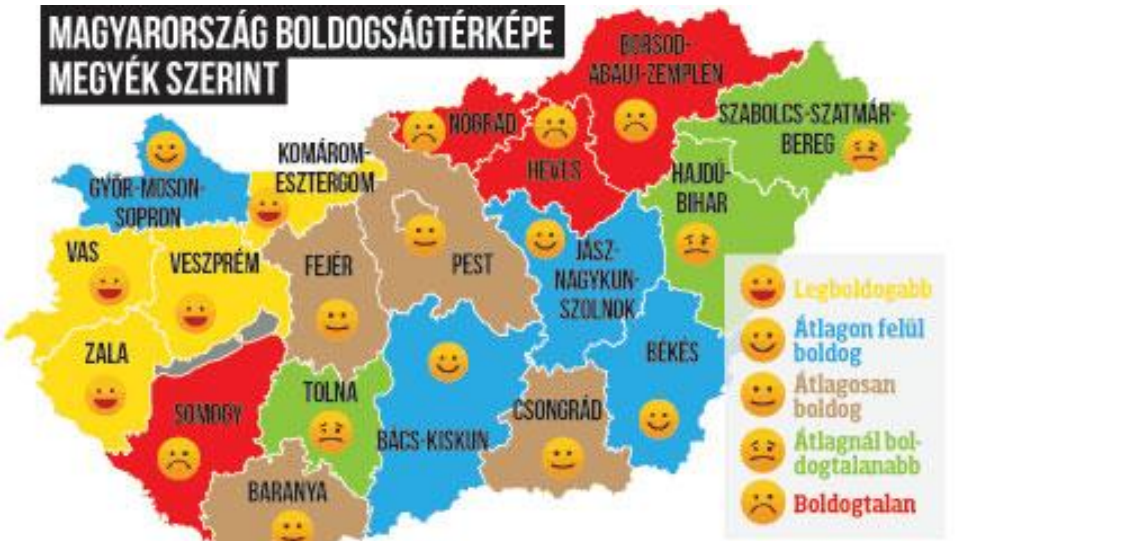 MAGYARORSZÁG BOLDOGSÁGTÉRKÉPE
MEGYÉK SZERINT
BORSOD-
ABAUJ-ZEMPLÉN
SZABOLCS-SZATMÁR-
BEREG
NÓGRÁD
HEVES
HAJDÚ-
BIHAR
KOMÁROM-
ESZTERGOM
GYŐR-MOSON-
SOPRON
VAS
VESZPRÉM
FEJÉR
PEST
JÁSZ-
NAGYKUN-
SZOLNOK
ZALA
BÉKÉS
SOMOGY
TOLNA
BÁCS-KISKUN
CSONGRÁD
BARANYA
Legboldogabb
Átlagon felül
boldog
Átlagosan
boldog
Átlagnál bol-
dogtalanabb
Boldogtalan